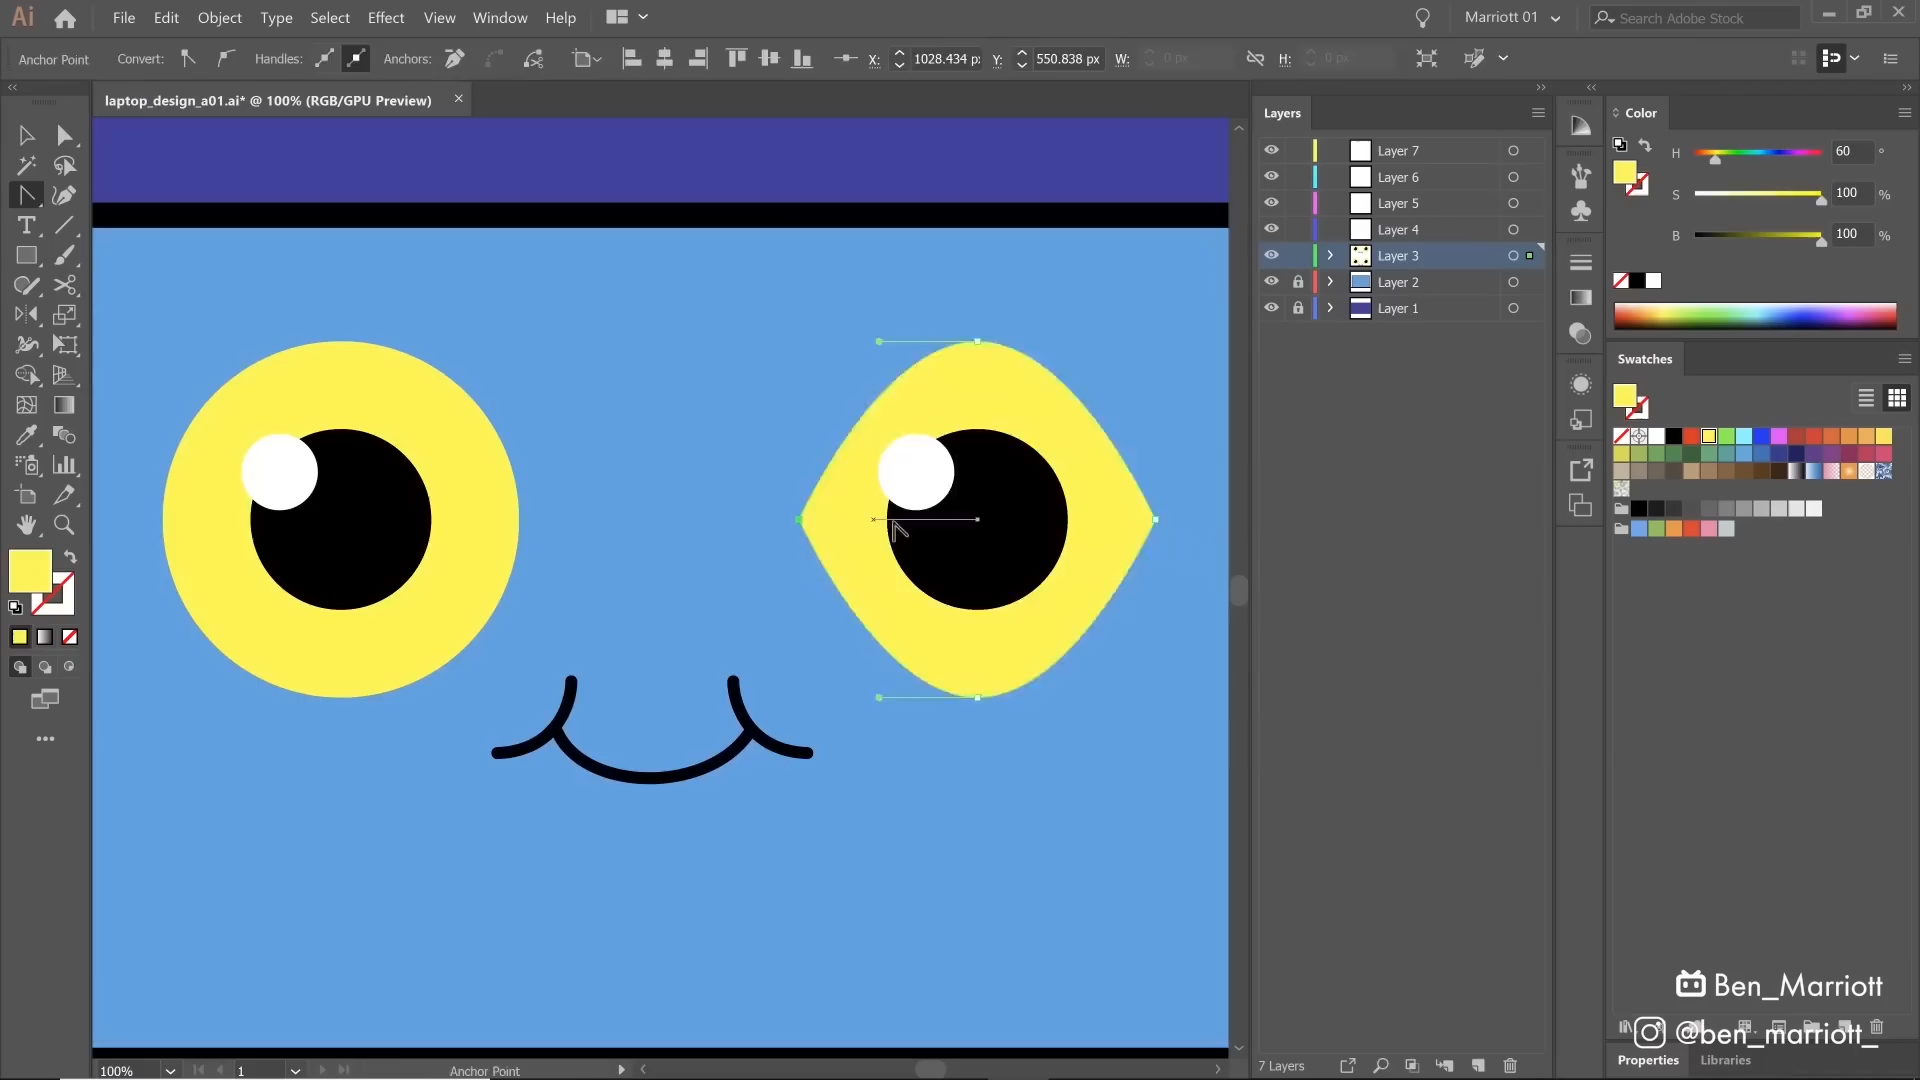 Ai File Edit Object Type Select Effect View Window Help Marriott 01 Search Adobe Stock
Anchor Point Convert: Handles: Anchors: X: 1028.434 p Y: 550.838 px W: 0 px H: 0 px
laptop_design_a01.ai* @ 100% (RGB/GPU Preview)
Layers
Layer 7
Layer 6
Layer 5
Layer 4
Layer 3
Layer 2
Layer 1
Color
H 60 °
S 100 %
B 100 %
Swatches
Ben_Marriott
@ben_marriott_
Properties Libraries
7 Layers
100% 1 Anchor Point